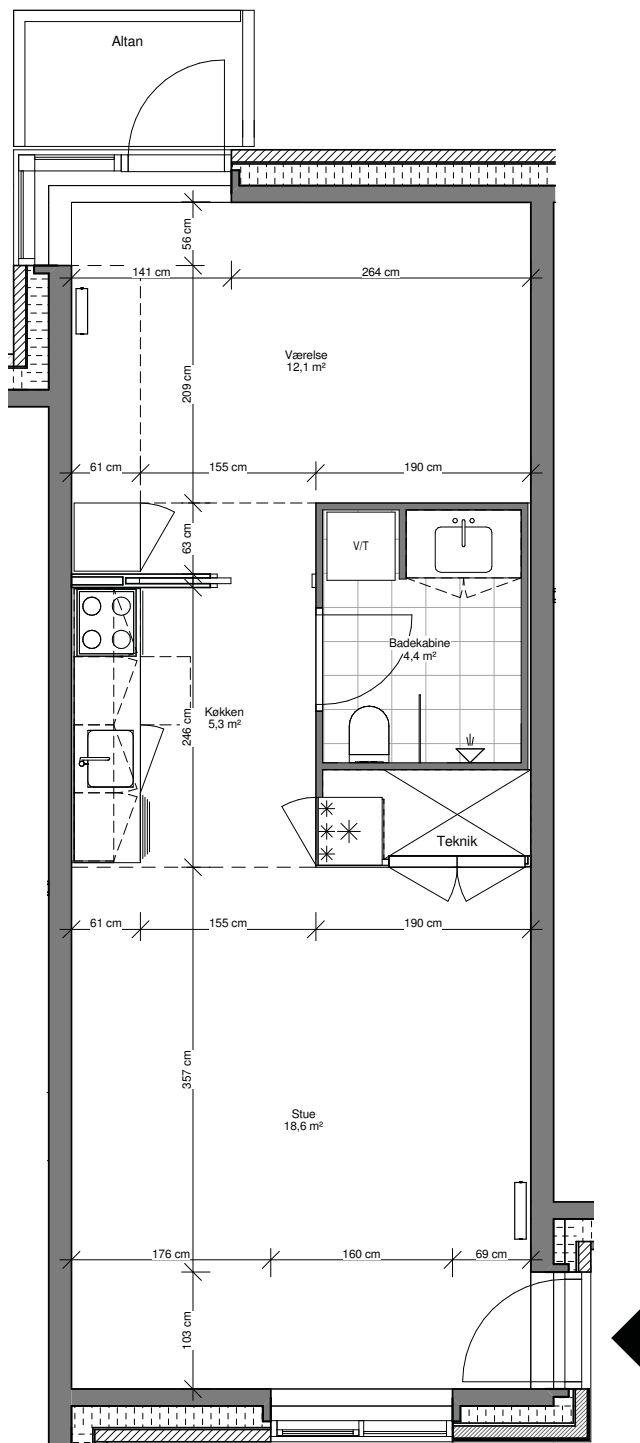 Altan
56 cm
141 cm
264 cm
Værelse
12,1 m²
209 cm
61 cm
155 cm
190 cm
63 cm
V/T
Badekabine
4,4 m²
Køkken
5,3 m²
246 cm
Teknik
61 cm
155 cm
190 cm
357 cm
Stue
18,6 m²
176 cm
160 cm
69 cm
103 cm